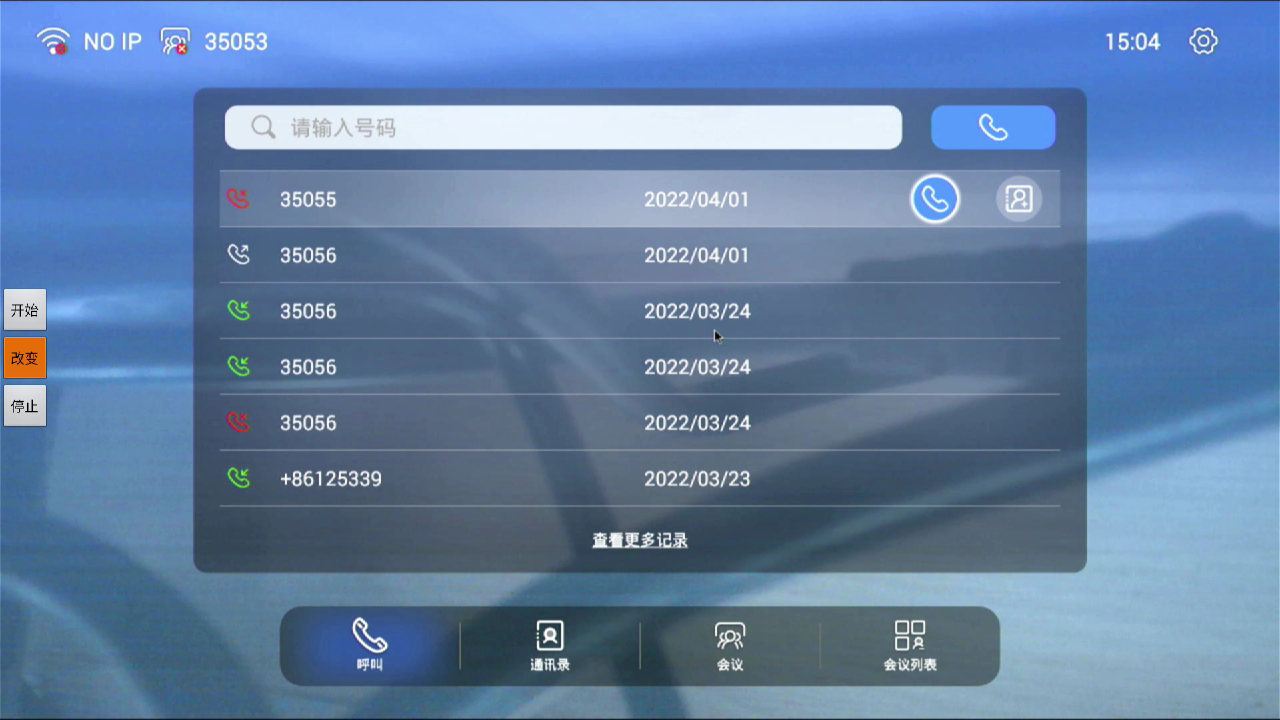 NO IP 35053 15:04
请输入号码
35055 2022/04/01
35056 2022/04/01
35056 2022/03/24
35056 2022/03/24
35056 2022/03/24
+86125339 2022/03/23
查看更多记录
开始
改变
停止
呼叫 通讯录 会议 会议列表